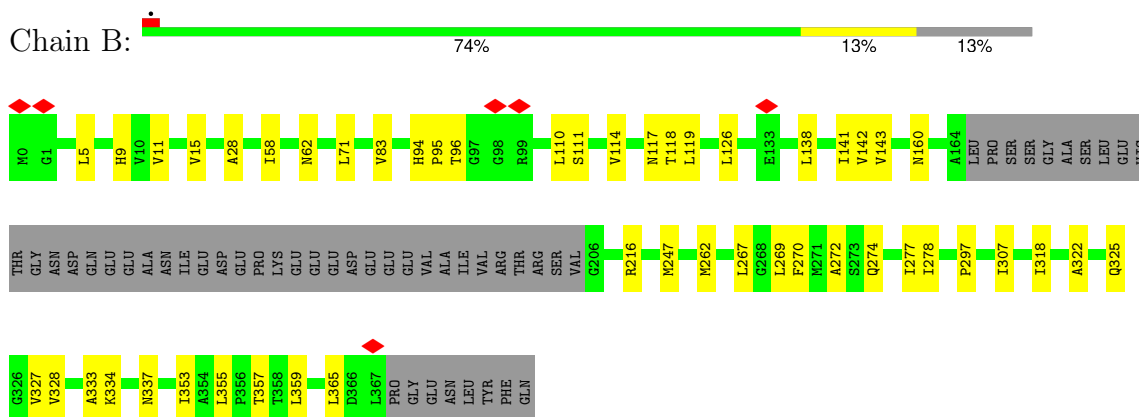 Chain B:
74% 13% 13%
M0 G1 L5 H9 V10 V11 V15 A28 I58 N62 L71 V83 H94 P95 T96 G97 G98 R99 L110 S111 V114 N117 T118 L119 L126 E133 L138 I141 V142 V143 N160 A164 LEU PRO SER SER GLY ALA SER LEU GLU HIS
THR GLY ASN ASP GLN GLU GLU ALA ASN ILE GLU ASP GLU PRO LYS GLU GLU GLU ASP GLU GLU GLU VAL ALA ILE VAL ARG THR ARG SER VAL G206 R216 M247 M262 L267 G268 L269 F270 M271 A272 S273 Q274 I277 I278 P297 I307 I318 A322 Q325
G326 V327 V328 A333 K334 N337 I353 A354 L355 P356 T357 T358 L359 L365 D366 L367 PRO GLY GLU ASN LEU TYR PHE GLN